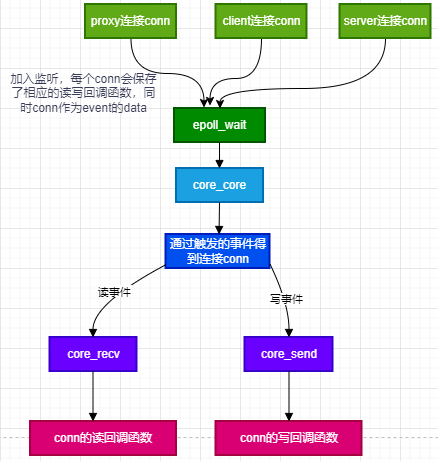 proxy连接conn
client连接conn
server连接conn
加入监听，每个conn会保存
了相应的读写回调函数，同
时conn作为event的data
epoll_wait
core_core
通过触发的事件得
到连接conn
读事件
写事件
core_recv
core_send
conn的读回调函数
conn的写回调函数